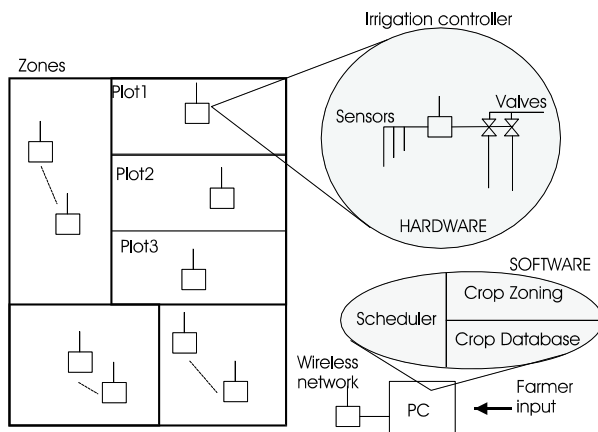 Irrigation controller
Zones
Plot1
Plot2
Plot3
Sensors
Valves
HARDWARE
SOFTWARE
Crop Zoning
Scheduler
Crop Database
Wireless
network
PC
Farmer
input